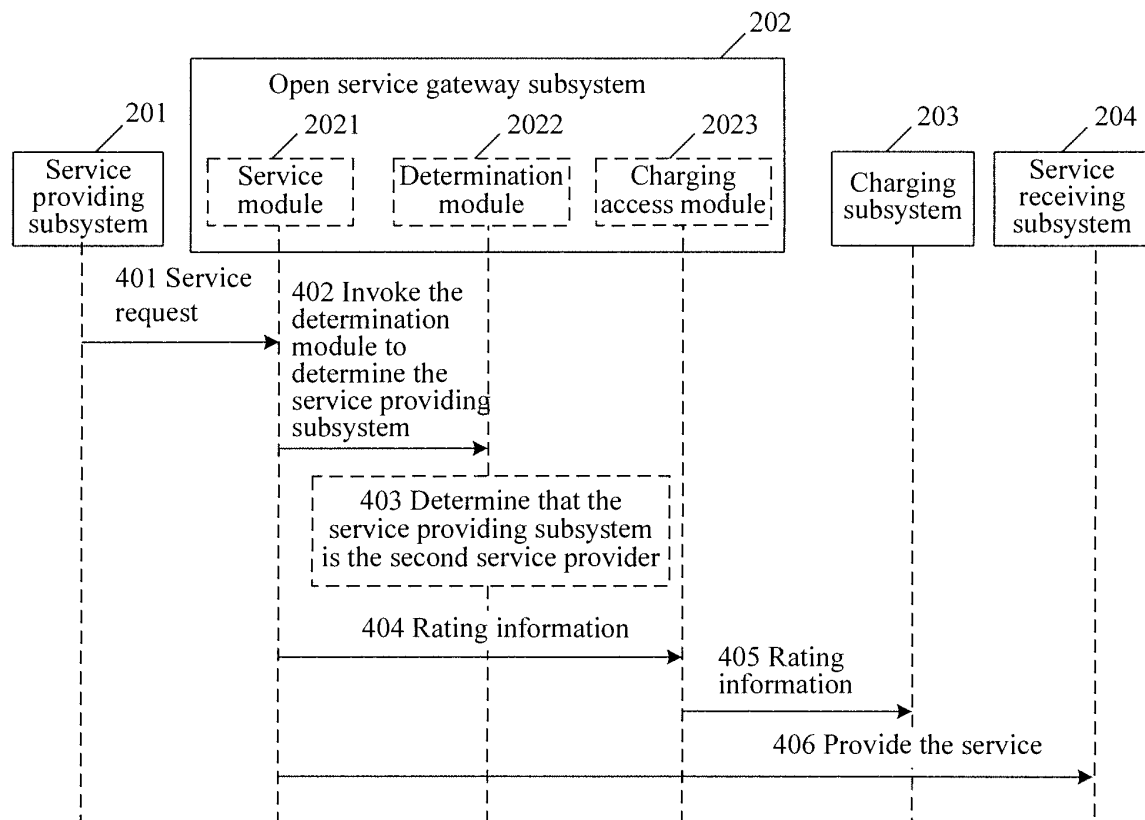 202
Open service gateway subsystem
201
2021
2022
2023
203
204
Service
providing
subsystem
Service
module
Determination
module
Charging
access module
Charging
subsystem
Service
receiving
subsystem
401 Service
request
402 Invoke the
determination
module to
determine the
service providing
subsystem
403 Determine that the
service providing subsystem
is the second service provider
404 Rating information
405 Rating
information
406 Provide the service